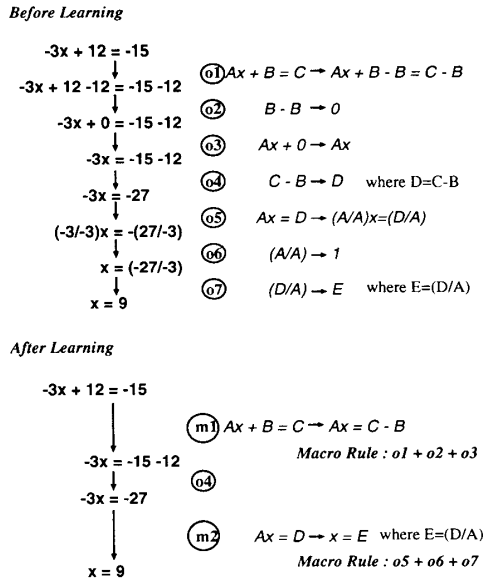 Before Learning
-3x + 12 = -15
o1 Ax + B = C → Ax + B - B = C - B
-3x + 12 -12 = -15 -12
o2 B - B → 0
-3x + 0 = -15 -12
o3 Ax + 0 → Ax
-3x = -15 -12
o4 C - B → D where D=C-B
-3x = -27
o5 Ax = D → (A/A)x=(D/A)
(-3/-3)x = -(27/-3)
o6 (A/A) → 1
x = (-27/-3)
o7 (D/A) → E where E=(D/A)
x = 9
After Learning
-3x + 12 = -15
m1 Ax + B = C → Ax = C - B
Macro Rule : o1 + o2 + o3
-3x = -15 -12
o4
-3x = -27
m2 Ax = D → x = E where E=(D/A)
Macro Rule : o5 + o6 + o7
x = 9